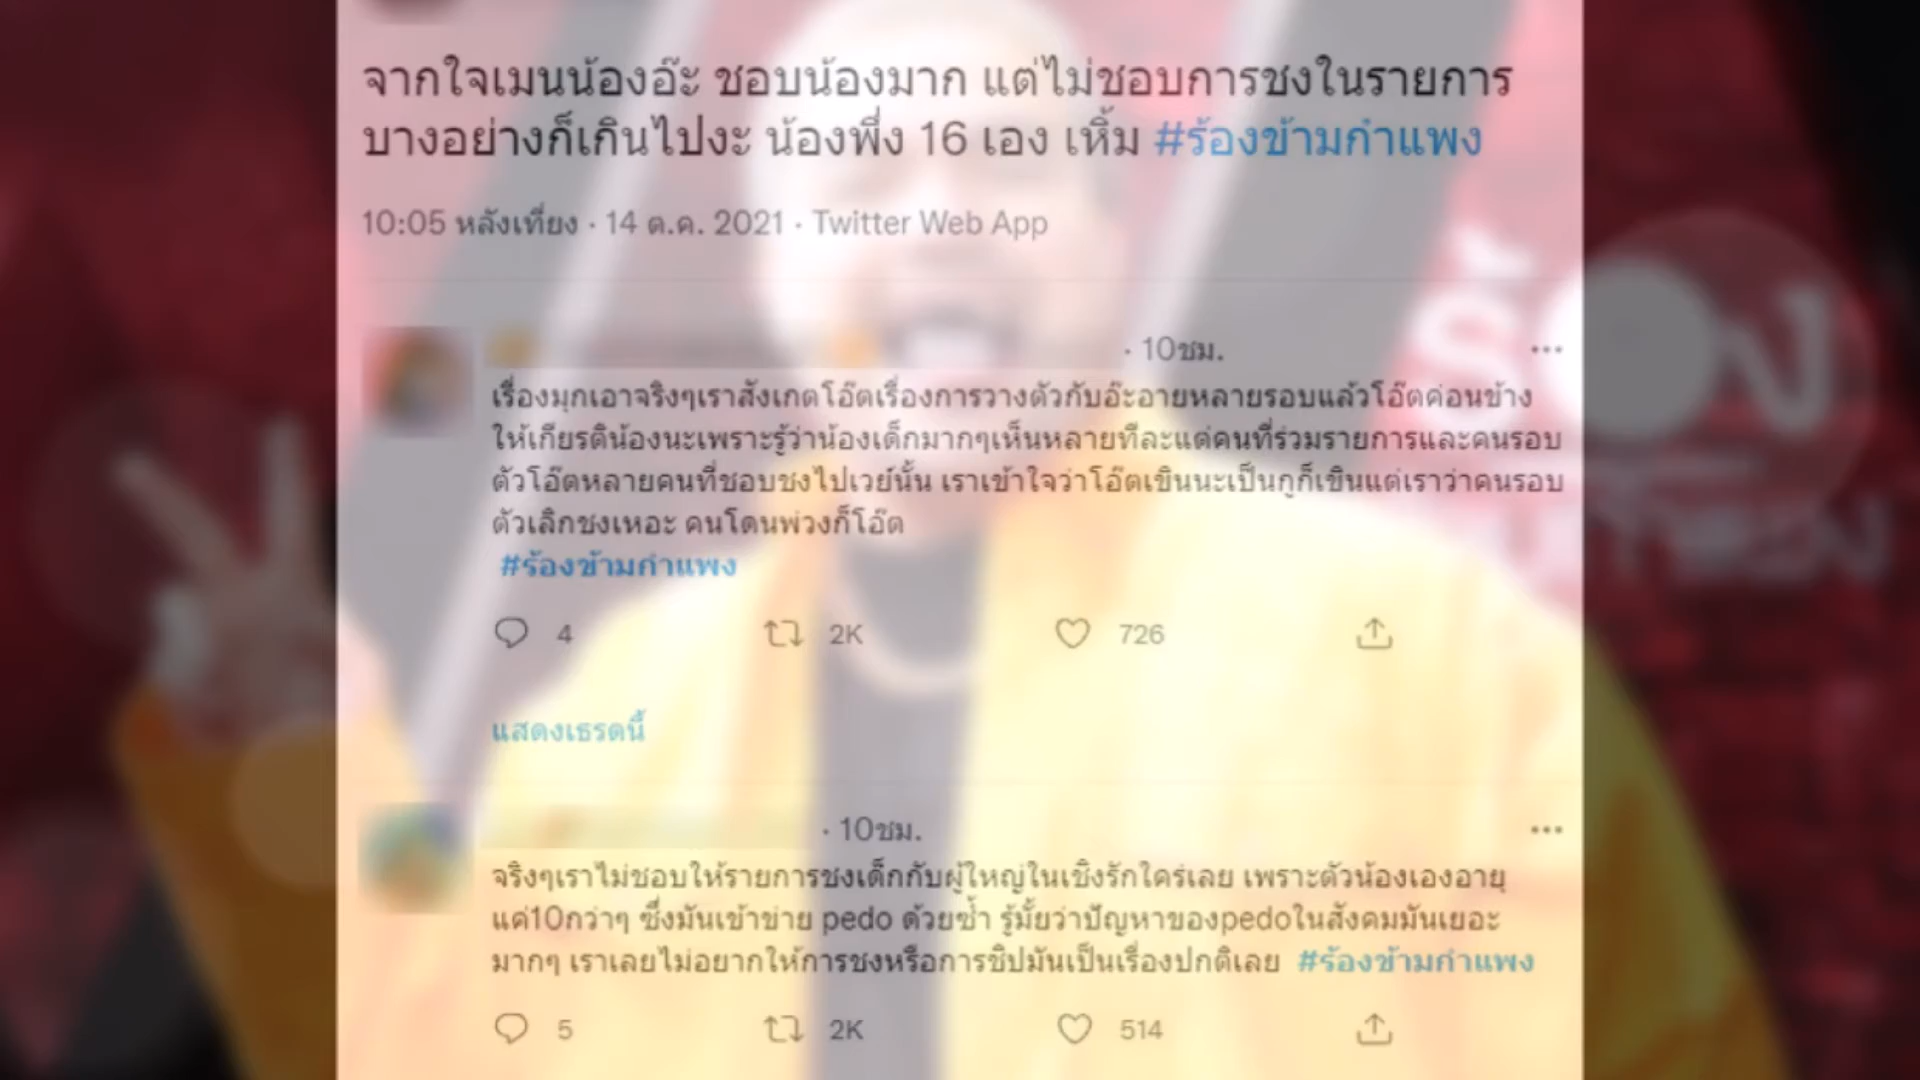 จากใจเมนน้องอ๊ะ ชอบน้องมาก แต่ไม่ชอบการชงในรายการ
บางอย่างก็เกินไปงะ น้องพึ่ง 16 เอง เหิ้ม #ร้องข้ามกำแพง
10:05 หลังเที่ยง · 14 ต.ค. 2021 · Twitter Web App
· 10ชม.
เรื่องมุกเอาจริงๆเราสังเกตโอ๊ตเรื่องการวางตัวกับอ๊ะอายหลายรอบแล้วโอ๊ตค่อนข้าง
ให้เกียรติน้องนะเพราะรู้ว่าน้องเด็กมากๆเห็นหลายทีละแต่คนที่ร่วมรายการและคนรอบ
ตัวโอ๊ตหลายคนที่ชอบชงไปเวย์นั้น เราเข้าใจว่าโอ๊ตเขินนะเป็นกูก็เขินแต่เราว่าคนรอบ
ตัวเลิกชงเหอะ คนโดนพ่วงก็โอ๊ต
#ร้องข้ามกำแพง
4 2K 726
แสดงเธรดนี้
· 10ชม.
จริงๆเราไม่ชอบให้รายการชงเด็กกับผู้ใหญ่ในเชิงรักใคร่เลย เพราะตัวน้องเองอายุ
แค่10กว่าๆ ซึ่งมันเข้าข่าย pedo ด้วยซ้ำ รู้มั้ยว่าปัญหาของpedoในสังคมมันเยอะ
มากๆ เราเลยไม่อยากให้การชงหรือการชิปมันเป็นเรื่องปกติเลย #ร้องข้ามกำแพง
5 2K 514